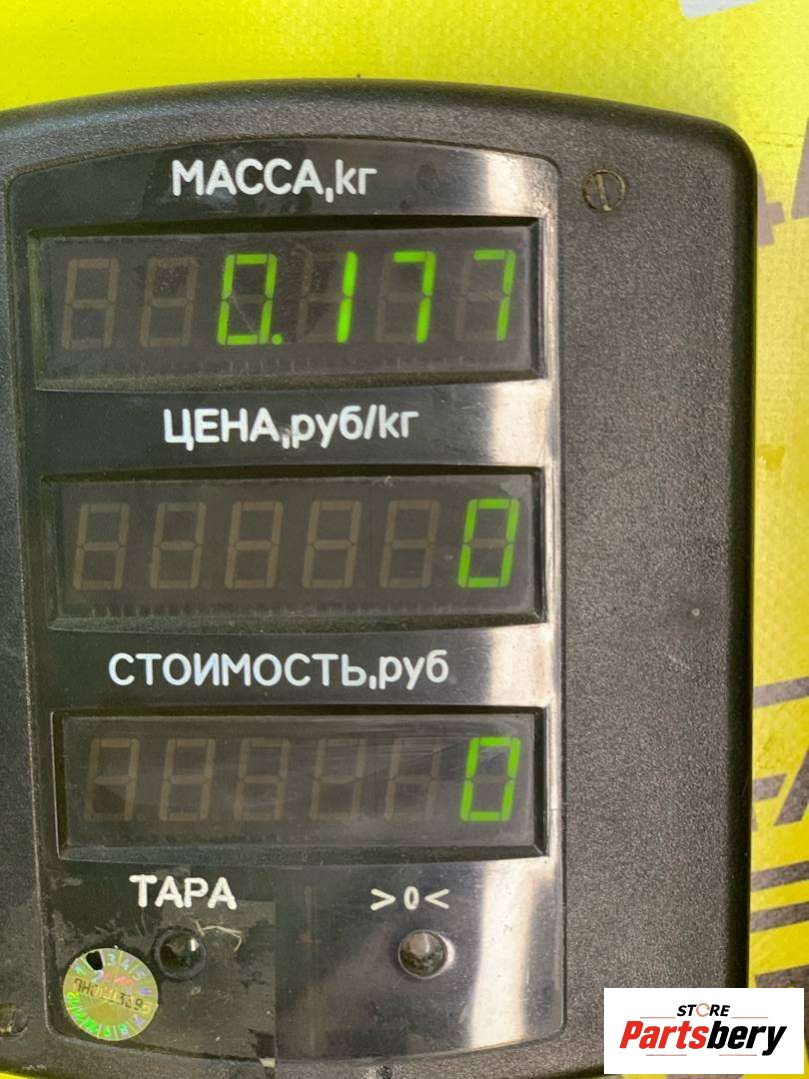 МАССА,кг
0.177
ЦЕНА,руб/кг
0
СТОИМОСТЬ,руб
0
ТАРА >0<
STORE
Partsbery